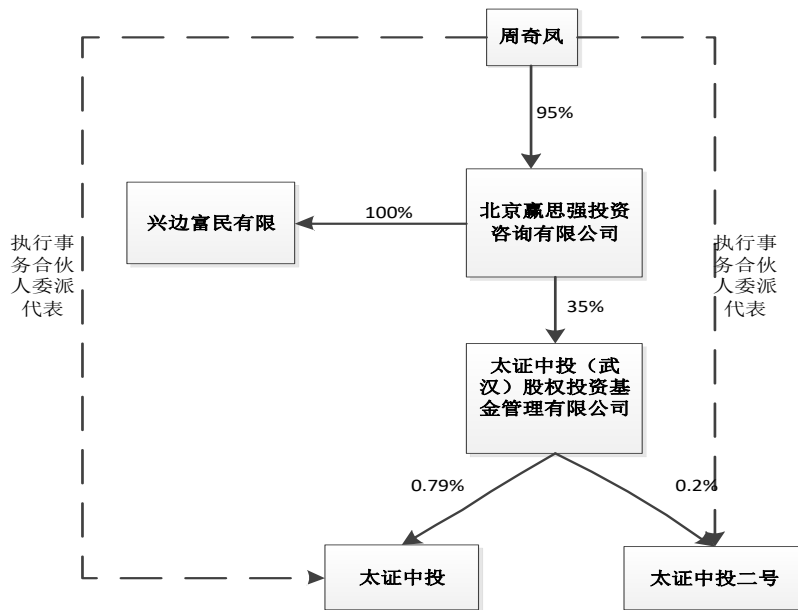 周奇凤
95%
兴边富民有限
100%
北京赢思强投资
咨询有限公司
执行事
务合伙
人委派
代表
执行事
务合伙
人委派
代表
35%
太证中投（武
汉）股权投资基
金管理有限公司
0.79%
0.2%
太证中投
太证中投二号